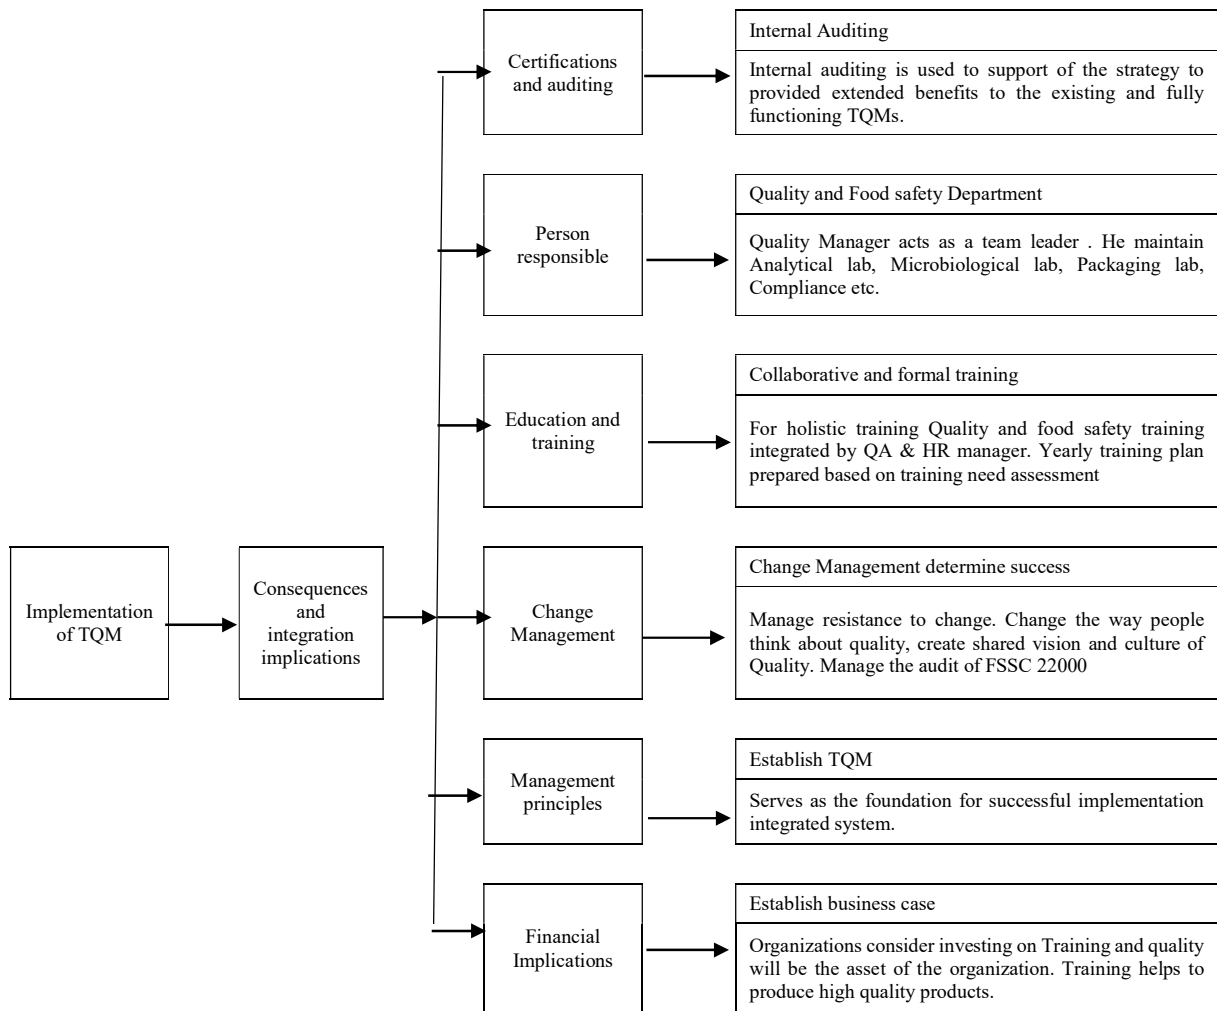 Internal Auditing
Certifications
and auditing
Internal auditing is used to support of the strategy to
provided extended benefits to the existing and fully
functioning TQMs.
Quality and Food safety Department
Person
responsible
Quality Manager acts as a team leader . He maintain
Analytical lab, Microbiological lab, Packaging lab,
Compliance etc.
Collaborative and formal training
Education and
training
For holistic training Quality and food safety training
integrated by QA & HR manager. Yearly training plan
prepared based on training need assessment
Implementation
of TQM
Consequences
and
integration
implications
Change
Management
Change Management determine success
Manage resistance to change. Change the way people
think about quality, create shared vision and culture of
Quality. Manage the audit of FSSC 22000
Management
principles
Establish TQM
Serves as the foundation for successful implementation
integrated system.
Financial
Implications
Establish business case
Organizations consider investing on Training and quality
will be the asset of the organization. Training helps to
produce high quality products.